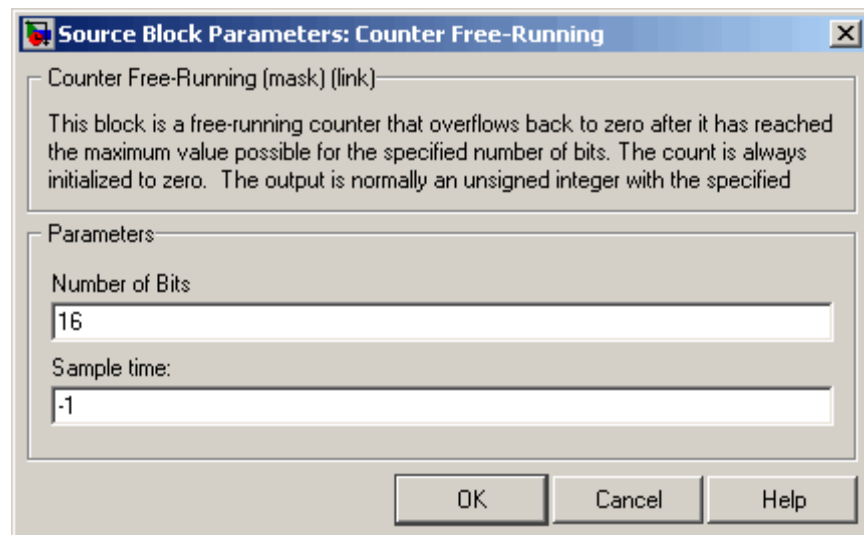 Source Block Parameters: Counter Free-Running
Counter Free-Running (mask) (link)
This block is a free-running counter that overflows back to zero after it has reached
the maximum value possible for the specified number of bits. The count is always
initialized to zero.  The output is normally an unsigned integer with the specified
Parameters
Number of Bits
16
Sample time:
-1
OK Cancel Help